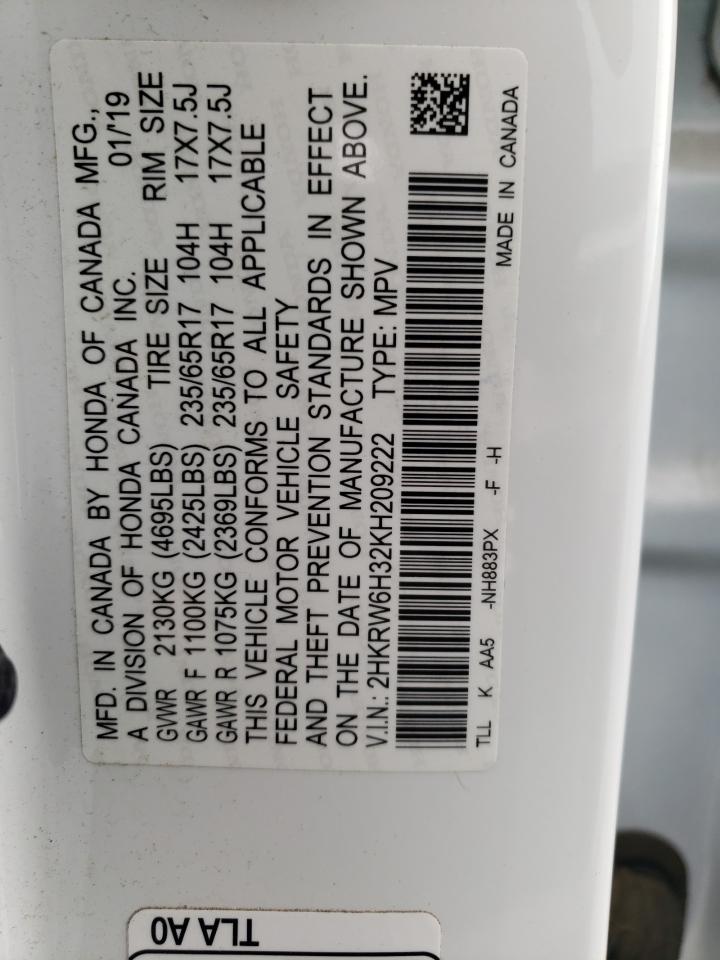 MFD. IN CANADA BY HONDA OF CANADA MFG.,
A DIVISION OF HONDA CANADA INC. 01/'19
GVWR 2130KG (4695LBS) TIRE SIZE RIM SIZE
GAWR F 1100KG (2425LBS) 235/65R17 104H 17X7.5J
GAWR R 1075KG (2369LBS) 235/65R17 104H 17X7.5J
THIS VEHICLE CONFORMS TO ALL APPLICABLE
FEDERAL MOTOR VEHICLE SAFETY
AND THEFT PREVENTION STANDARDS IN EFFECT
ON THE DATE OF MANUFACTURE SHOWN ABOVE.
V.I.N.: 2HKRW6H32KH209222 TYPE: MPV
TLL K AA5 -NH883PX -F -H MADE IN CANADA
TLA A0